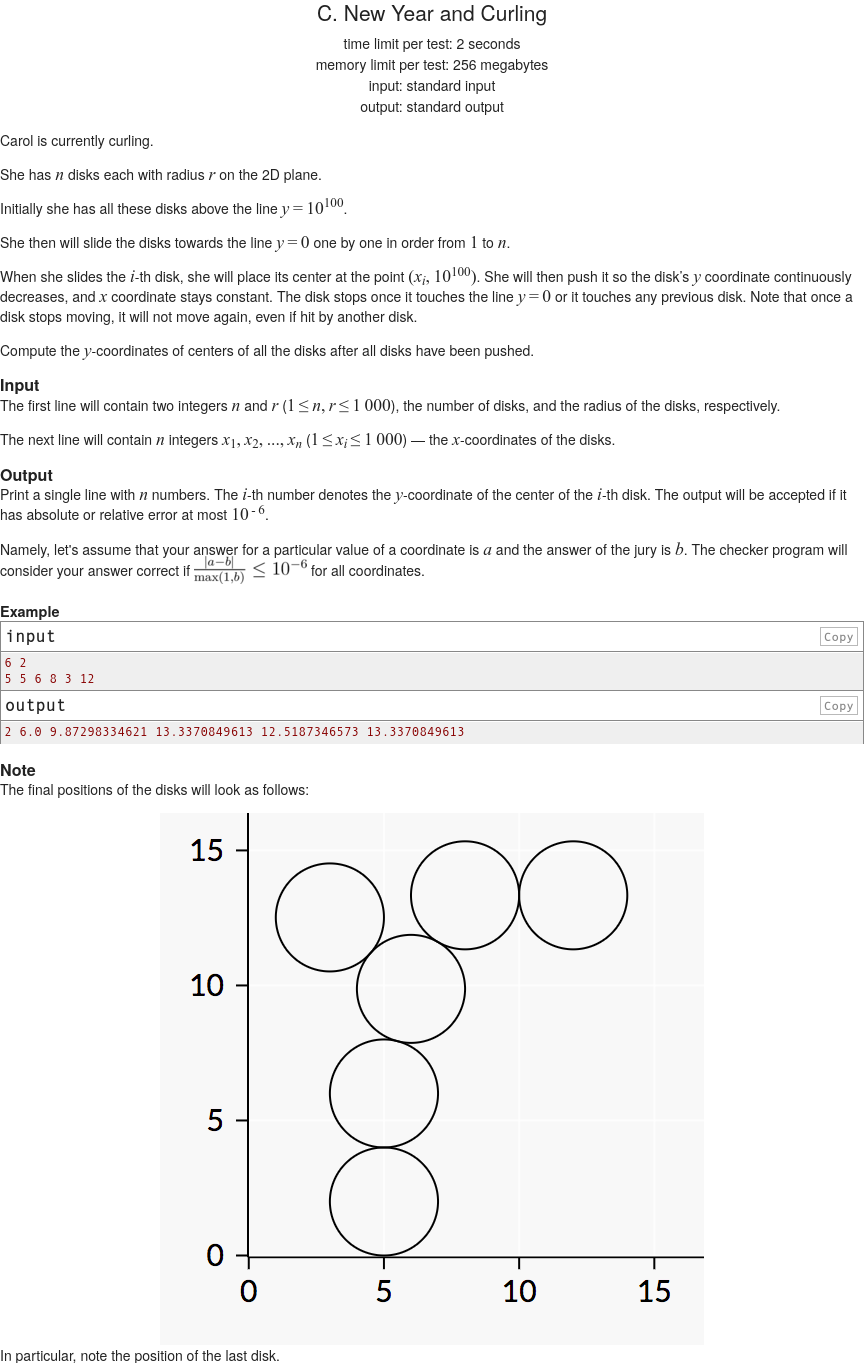 C. New Year and Curling
time limit per test: 2 seconds
memory limit per test: 256 megabytes
input: standard input
output: standard output
Carol is currently curling.
She has n disks each with radius r on the 2D plane.
Initially she has all these disks above the line y = 10^100.
She then will slide the disks towards the line y = 0 one by one in order from 1 to n.
When she slides the i-th disk, she will place its center at the point (x_i, 10^100). She will then push it so the disk's y coordinate continuously
decreases, and x coordinate stays constant. The disk stops once it touches the line y = 0 or it touches any previous disk. Note that once a
disk stops moving, it will not move again, even if hit by another disk.
Compute the y-coordinates of centers of all the disks after all disks have been pushed.
Input
The first line will contain two integers n and r (1 ≤ n, r ≤ 1 000), the number of disks, and the radius of the disks, respectively.
The next line will contain n integers x_1, x_2, ..., x_n (1 ≤ x_i ≤ 1 000) — the x-coordinates of the disks.
Output
Print a single line with n numbers. The i-th number denotes the y-coordinate of the center of the i-th disk. The output will be accepted if it
has absolute or relative error at most 10^-6.
Namely, let's assume that your answer for a particular value of a coordinate is a and the answer of the jury is b. The checker program will
consider your answer correct if |a−b| / max(1,b) ≤ 10^−6 for all coordinates.
Example
input
Copy
6 2
5 5 6 8 3 12
output
Copy
2 6.0 9.87298334621 13.3370849613 12.5187346573 13.3370849613
Note
The final positions of the disks will look as follows:
15
10
5
0
0 5 10 15
In particular, note the position of the last disk.